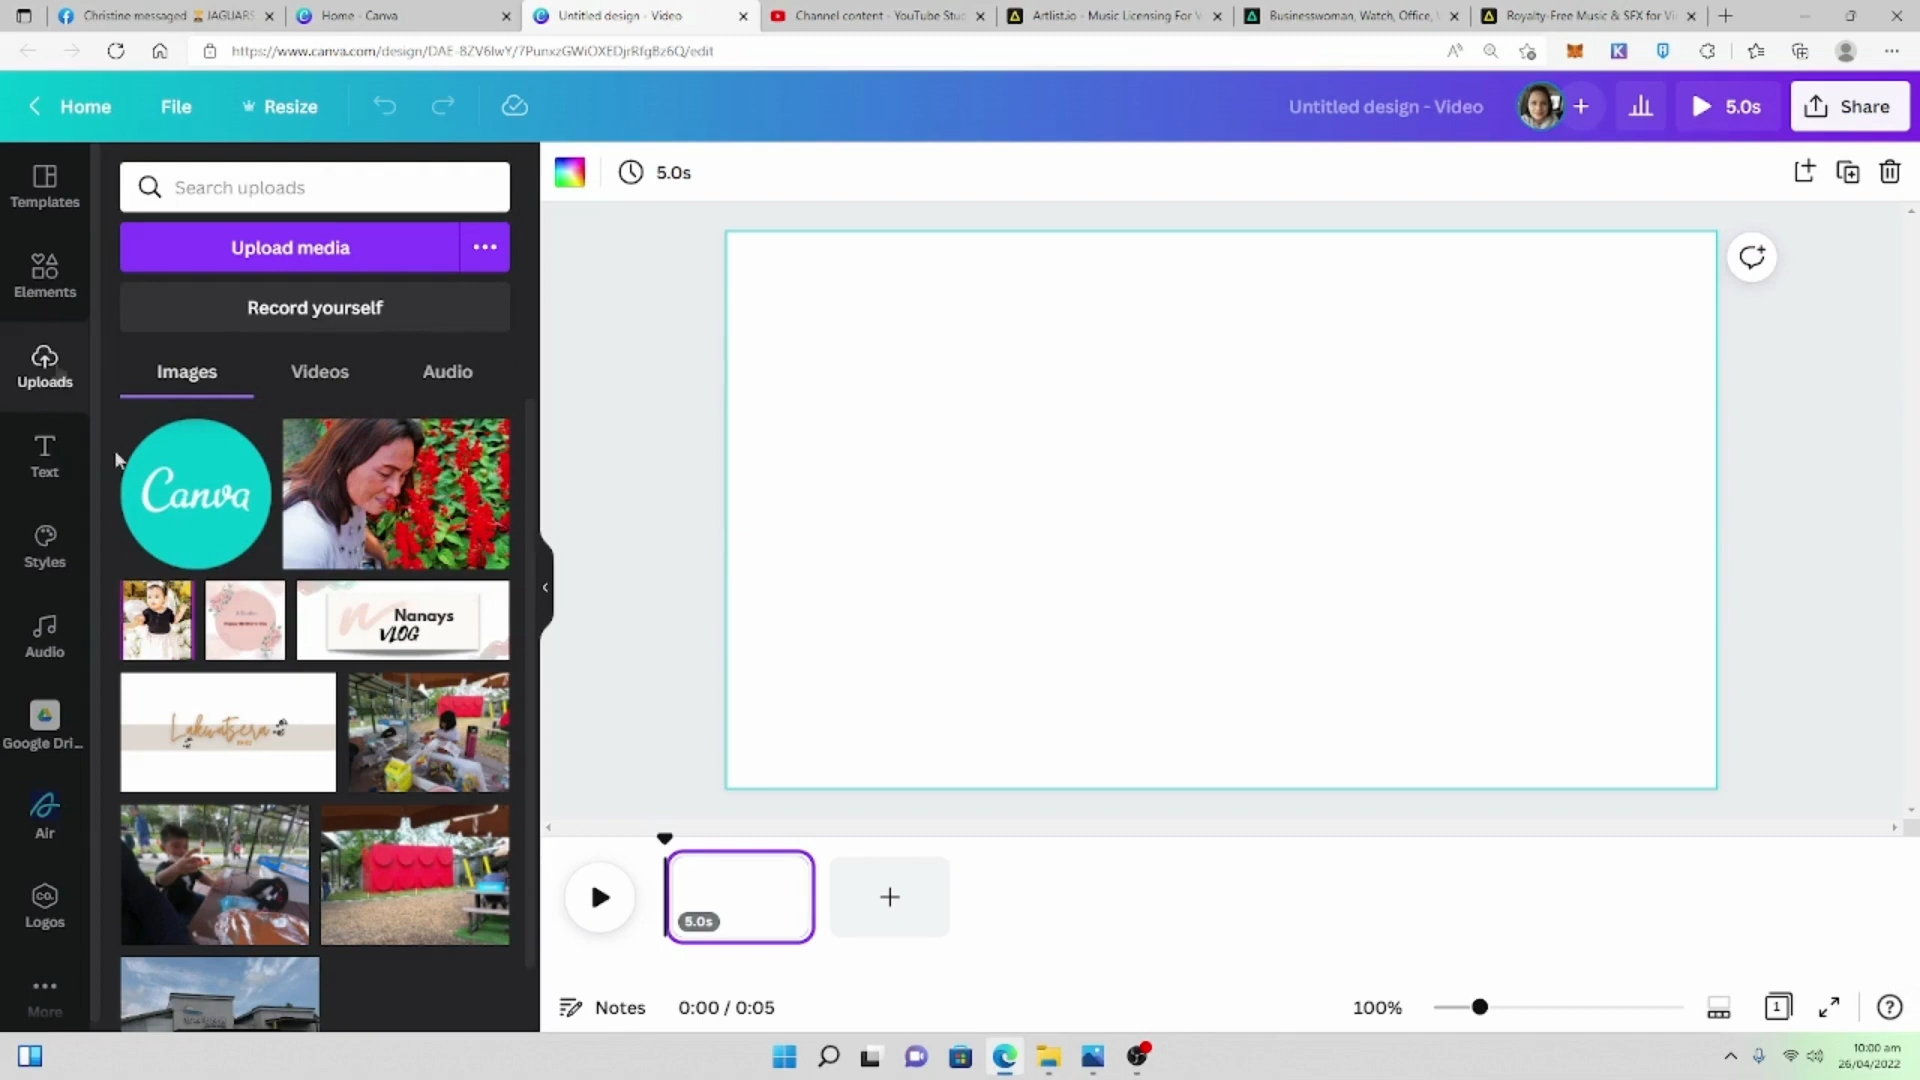 Christine messaged ⏳ JAGUARS
Home - Canva
Untitled design - Video
Channel content - YouTube Stu
Artlist.io - Music Licensing For V
Businesswoman, Watch, Office,
Royalty-Free Music & SFX for Vi
https://www.canva.com/design/DAE-8ZV6lwY/7PunxzGWiOXEDjrRfgBz6Q/edit
Home
File
Resize
Untitled design - Video
5.0s
Share
Templates
Elements
Uploads
Text
Styles
Audio
Google Dri...
Air
CO.
Logos
More
Search uploads
Upload media
Record yourself
Images
Videos
Audio
Canva
Nanays
VLOG
Lakwatsera
5.0s
5.0s
Notes
0:00 / 0:05
100%
1
10:00 am
26/04/2022